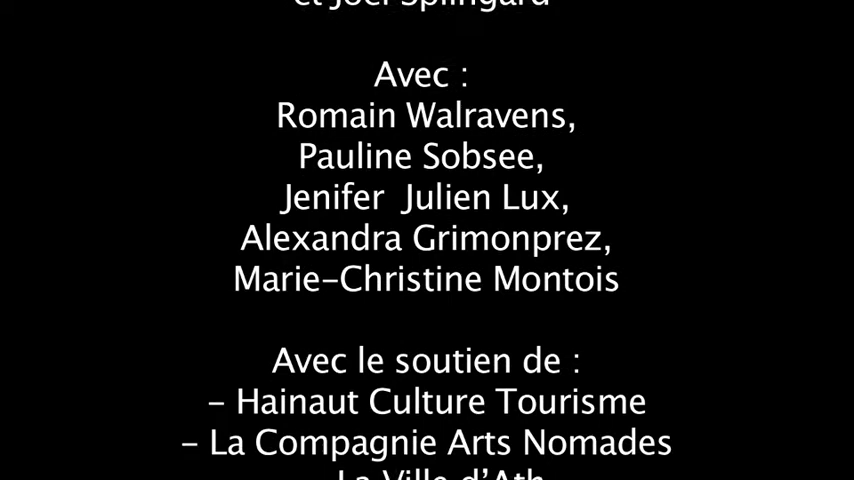 et Joël Splingard
Avec :
Romain Walravens,
Pauline Sobsee,
Jenifer  Julien Lux,
Alexandra Grimonprez,
Marie-Christine Montois
Avec le soutien de :
- Hainaut Culture Tourisme
- La Compagnie Arts Nomades
La Ville d'Ath